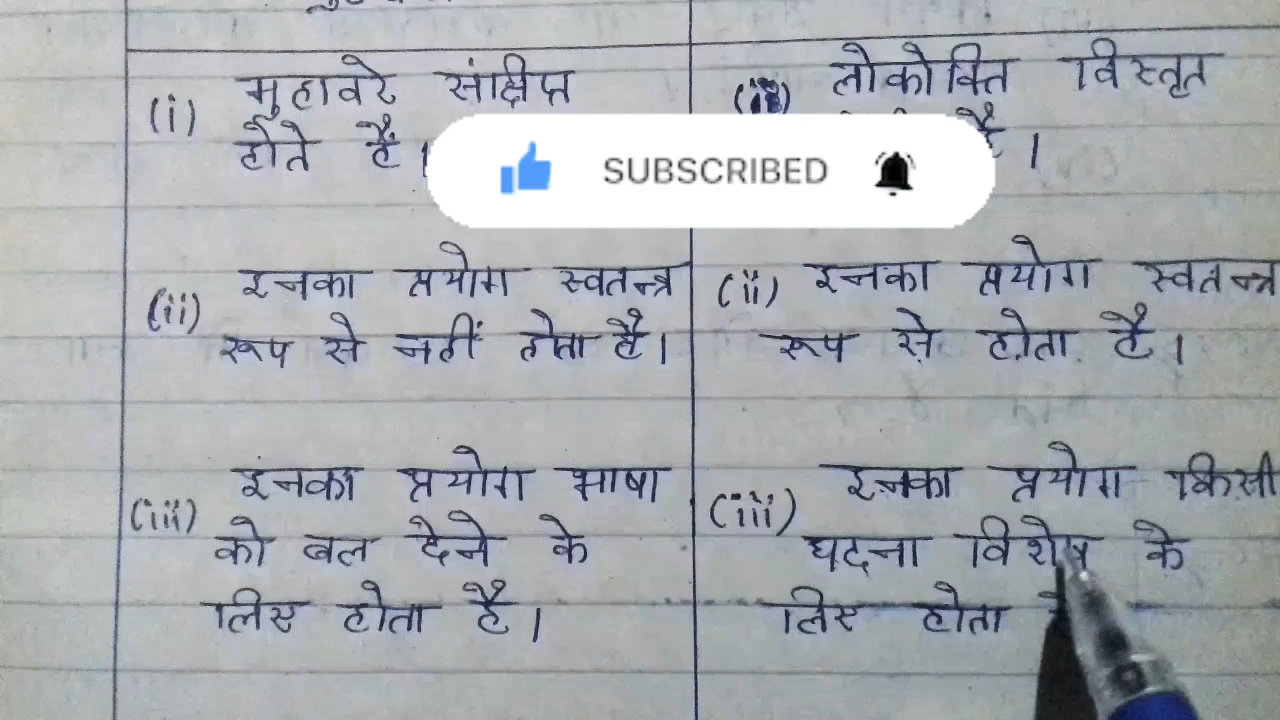 (i) मुहावरे संक्षिप्त
होते हैं।
(ii) इनका प्रयोग स्वतन्त्र
रूप से नहीं होता है।
(iii) इनका प्रयोग भाषा
को बल देने के
लिए होता है।
(i) लोकोक्ति विस्तृत
है।
(ii) इनका प्रयोग स्वतन्त्र
रूप से होता है।
(iii) इनका प्रयोग किसी
घटना विशेष के
लिए होता
SUBSCRIBED